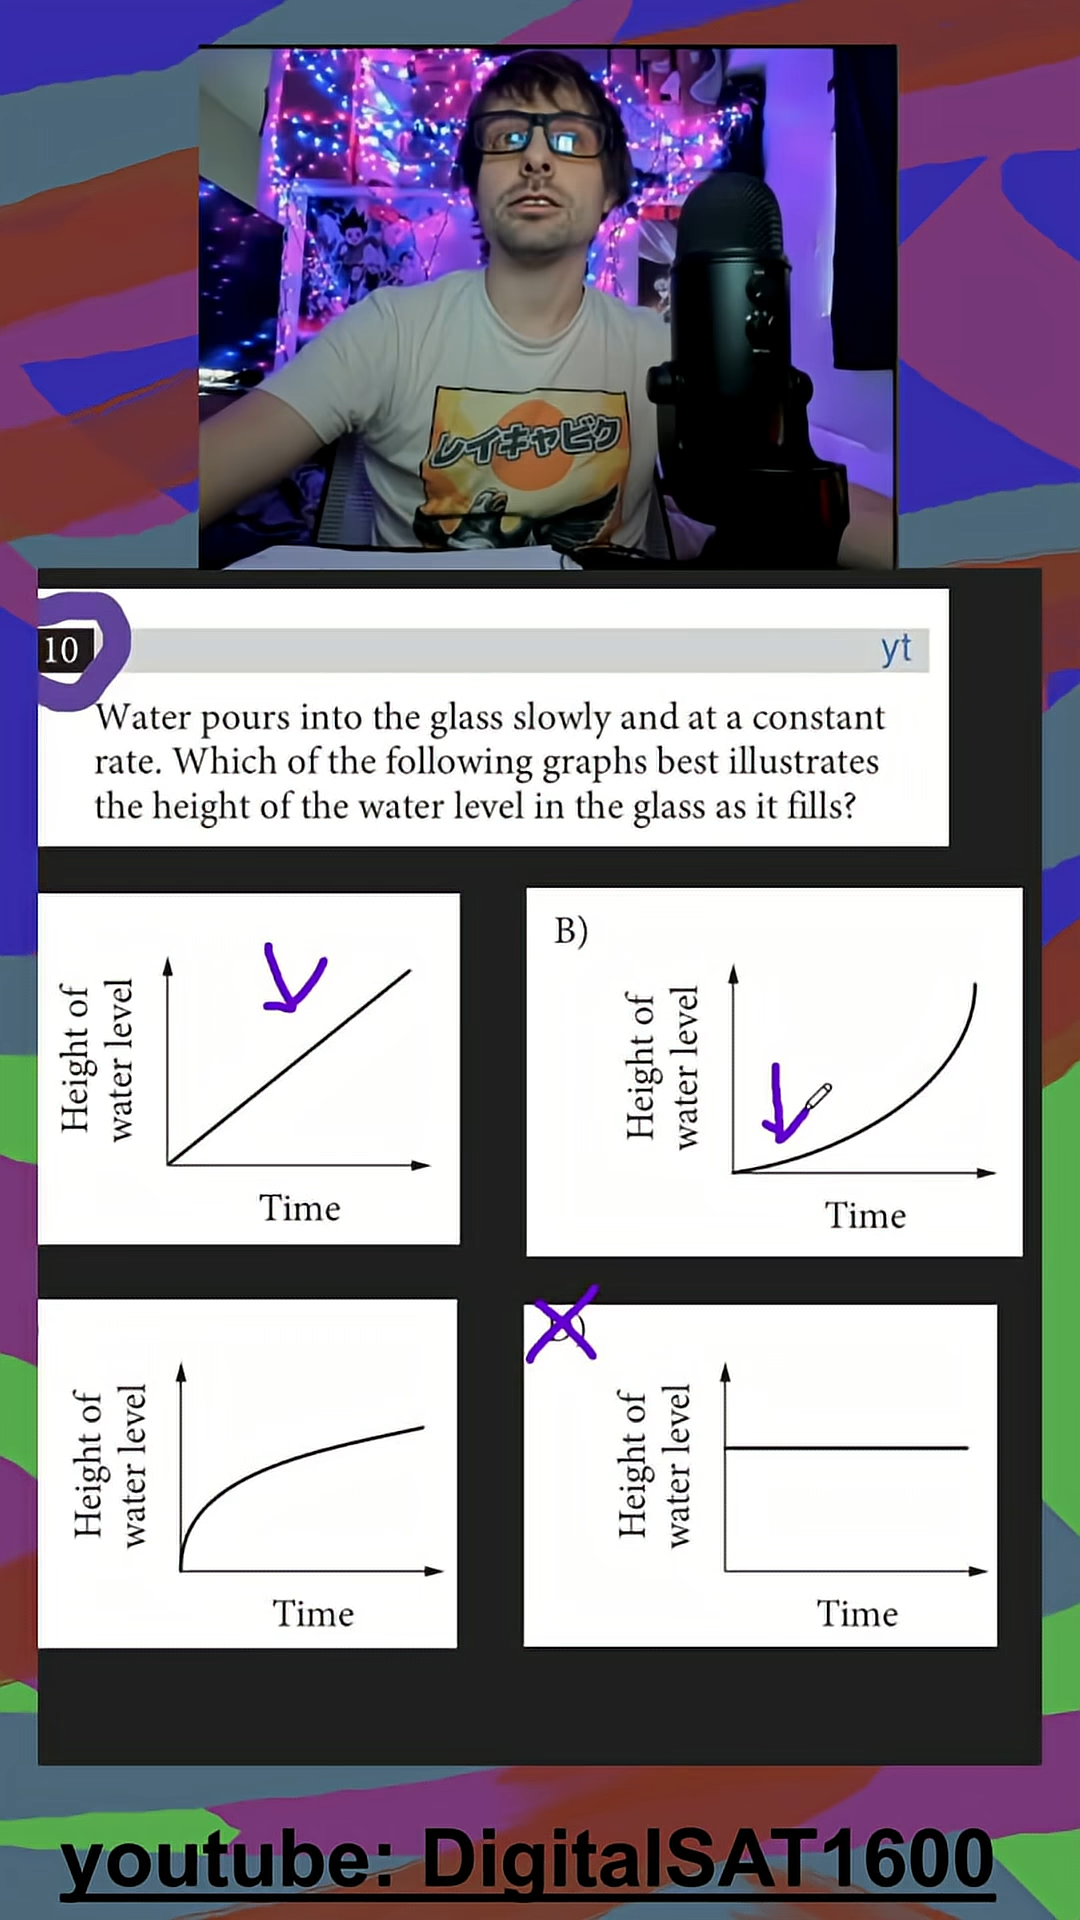 レイキャビク
10
yt
Water pours into the glass slowly and at a constant
rate. Which of the following graphs best illustrates
the height of the water level in the glass as it fills?
Height of
water level
Time
B)
Height of
water level
Time
Height of
water level
Time
Height of
water level
Time
youtube: DigitalSAT1600